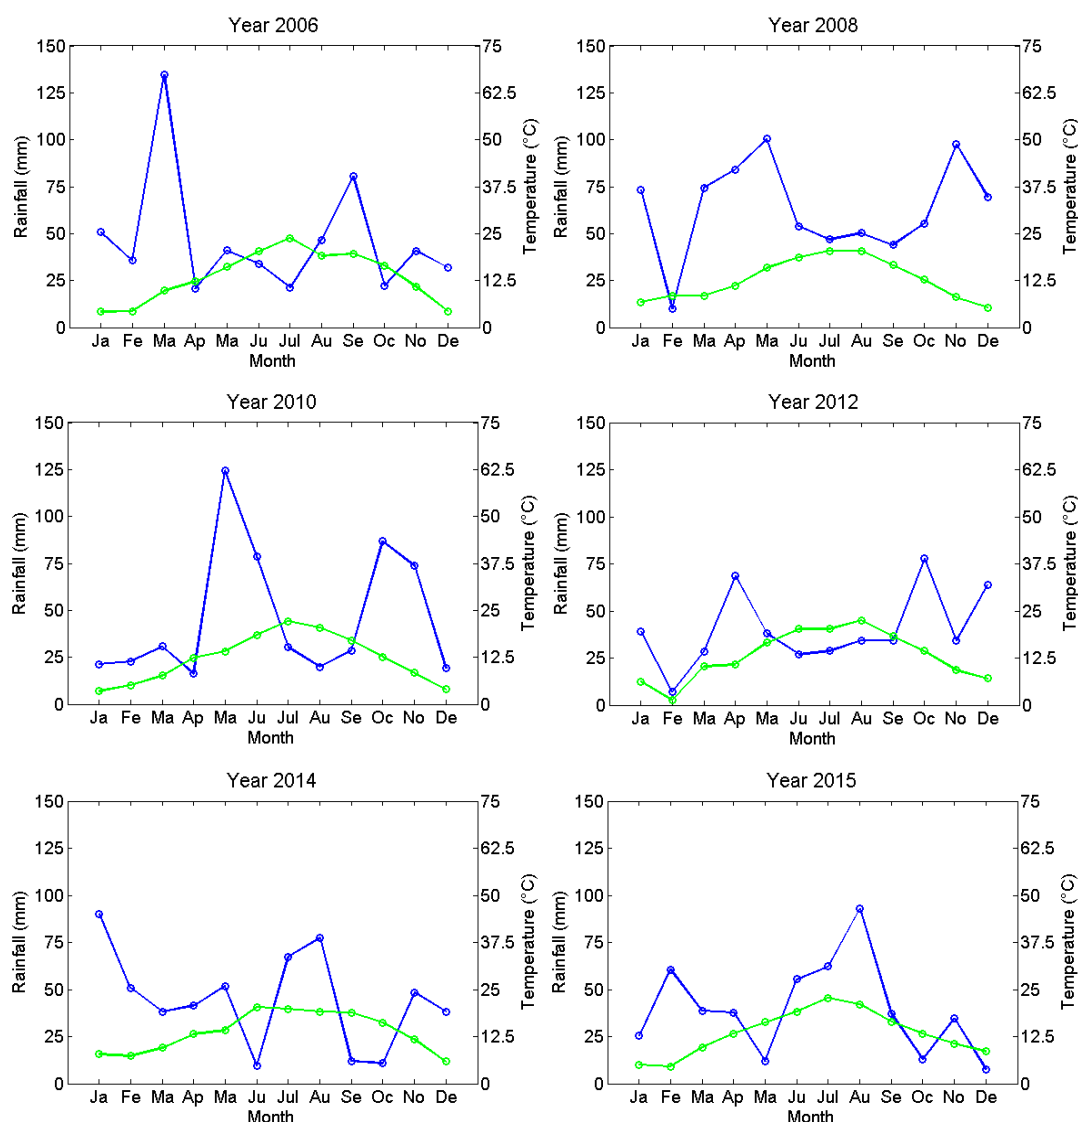 Year 2006
150
125
100
75
50
25
0
Rainfall (mm)
75
62.5
50
37.5
25
12.5
0
Temperature (°C)
Ja Fe Ma Ap Ma Ju Jul Au Se Oc No De
Month
Year 2008
150
125
100
75
50
25
0
Rainfall (mm)
75
62.5
50
37.5
25
12.5
0
Temperature (°C)
Ja Fe Ma Ap Ma Ju Jul Au Se Oc No De
Month
Year 2010
150
125
100
75
50
25
0
Rainfall (mm)
75
62.5
50
37.5
25
12.5
0
Temperature (°C)
Ja Fe Ma Ap Ma Ju Jul Au Se Oc No De
Month
Year 2012
150
125
100
75
50
25
0
Rainfall (mm)
75
62.5
50
37.5
25
12.5
0
Temperature (°C)
Ja Fe Ma Ap Ma Ju Jul Au Se Oc No De
Month
Year 2014
150
125
100
75
50
25
0
Rainfall (mm)
75
62.5
50
37.5
25
12.5
0
Temperature (°C)
Ja Fe Ma Ap Ma Ju Jul Au Se Oc No De
Month
Year 2015
150
125
100
75
50
25
0
Rainfall (mm)
75
62.5
50
37.5
25
12.5
0
Temperature (°C)
Ja Fe Ma Ap Ma Ju Jul Au Se Oc No De
Month